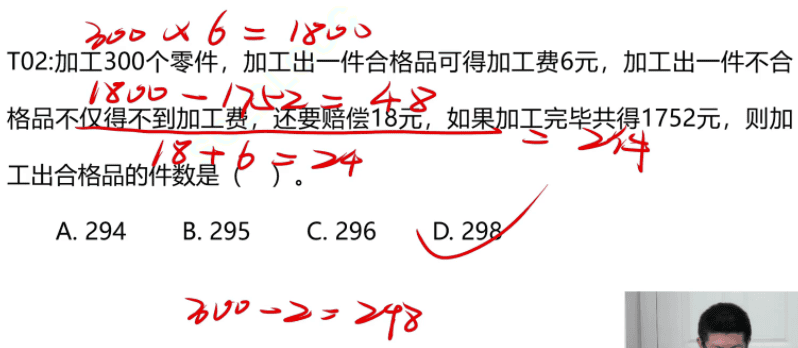 300 × 6 = 1800
T02:加工300个零件，加工出一件合格品可得加工费6元，加工出一件不合
1800 - 1752 = 48
格品不仅得不到加工费，还要赔偿18元，如果加工完毕共得1752元，则加
= 24
18 + 6 = 24
工出合格品的件数是（ ）。
A. 294 B. 295 C. 296 D. 298
300 - 2 = 298